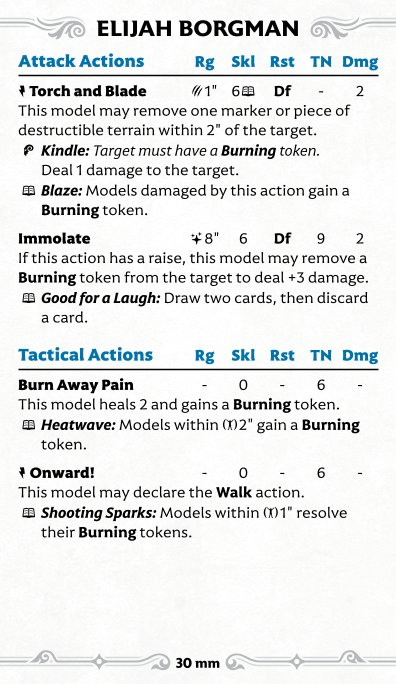 ELIJAH BORGMAN
Attack Actions Rg Skl Rst TN Dmg
Torch and Blade 1" 6 Df - 2
This model may remove one marker or piece of
destructible terrain within 2" of the target.
Kindle: Target must have a Burning token.
Deal 1 damage to the target.
Blaze: Models damaged by this action gain a
Burning token.
Immolate 8" 6 Df 9 2
If this action has a raise, this model may remove a
Burning token from the target to deal +3 damage.
Good for a Laugh: Draw two cards, then discard
a card.
Tactical Actions Rg Skl Rst TN Dmg
Burn Away Pain - 0 - 6 -
This model heals 2 and gains a Burning token.
Heatwave: Models within 2" gain a Burning
token.
Onward! - 0 - 6 -
This model may declare the Walk action.
Shooting Sparks: Models within 1" resolve
their Burning tokens.
30 mm